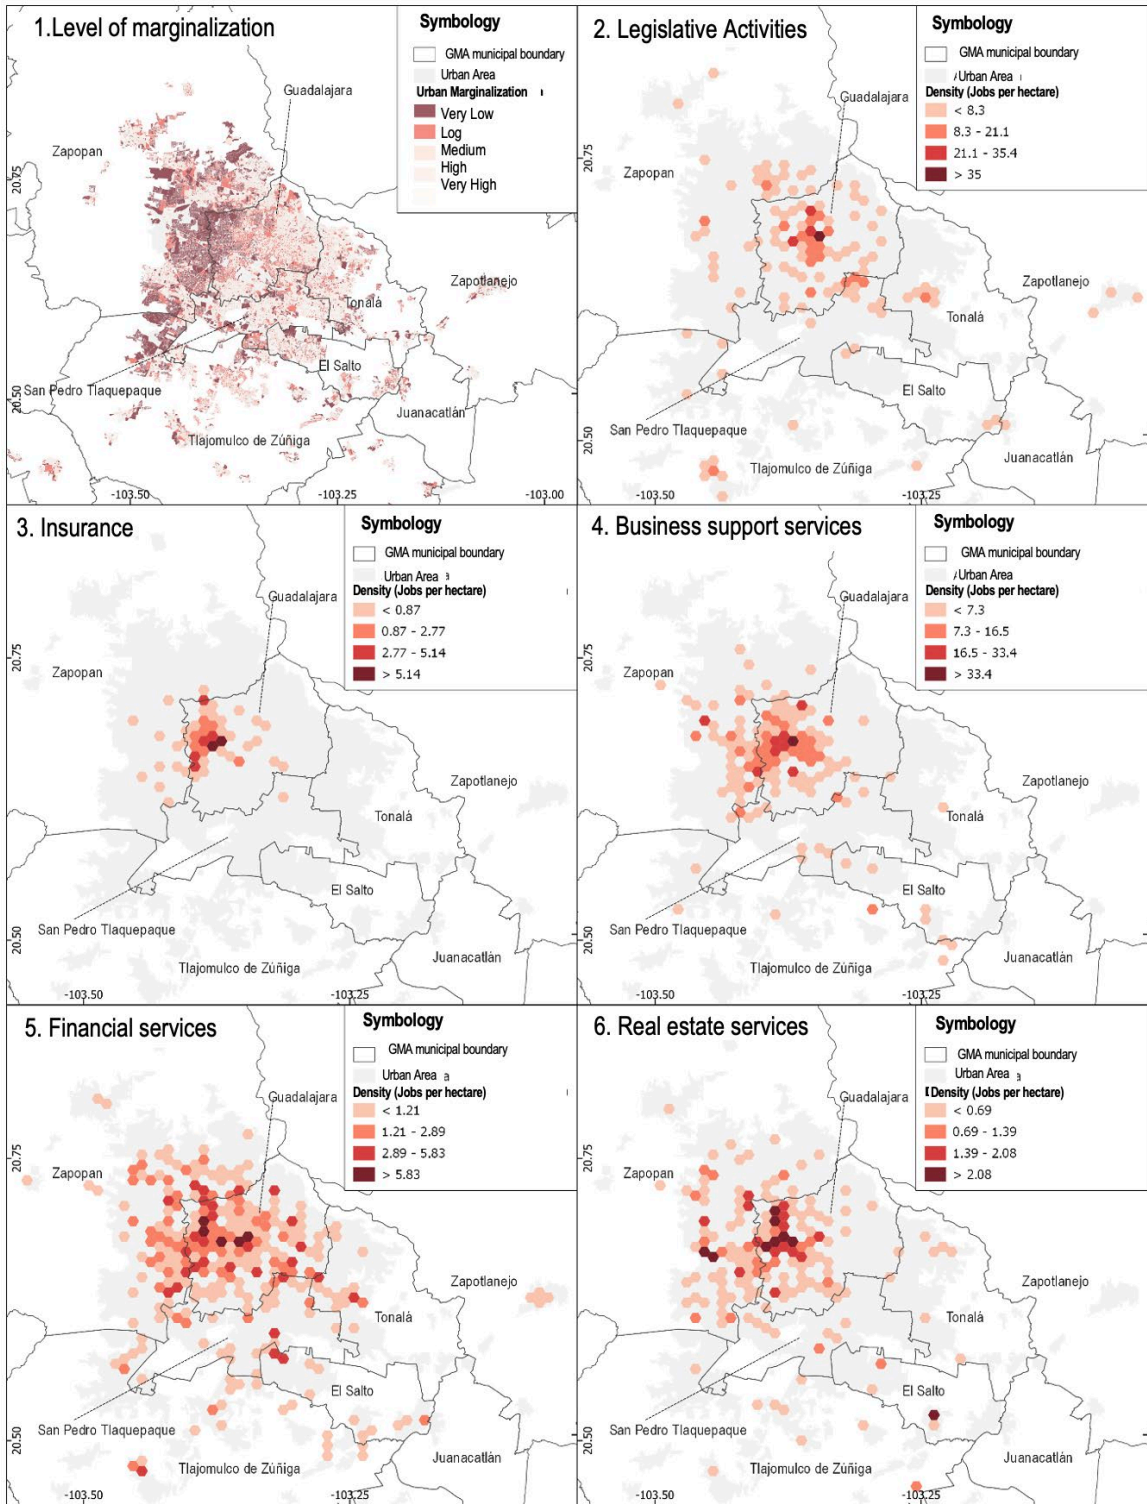 1.Level of marginalization
Symbology
GMA municipal boundary
Urban Area
Urban Marginalization
Very Low
Log
Medium
High
Very High
Guadalajara
Zapopan
20.75
Zapotlanejo
Tonalá
El Salto
San Pedro Tlaquepaque
20.50
Juanacatlán
Tlajomulco de Zúñiga
-103.50
-103.25
-103.00
2. Legislative Activities
Symbology
GMA municipal boundary
Urban Area
Density (Jobs per hectare)
< 8.3
8.3 - 21.1
21.1 - 35.4
> 35
Guadalajara
20.75
Zapopan
Zapotlanejo
Tonalá
El Salto
San Pedro Tlaquepaque
20.50
Juanacatlán
Tlajomulco de Zúñiga
-103.50
-103.25
3. Insurance
Symbology
GMA municipal boundary
Urban Area a
Density (Jobs per hectare)
< 0.87
0.87 - 2.77
2.77 - 5.14
> 5.14
Guadalajara
20.75
Zapopan
Zapotlanejo
Tonalá
El Salto
San Pedro Tlaquepaque
20.50
Juanacatlán
Tlajomulco de Zúñiga
-103.50
-103.25
4. Business support services
Symbology
GMA municipal boundary
Urban Area
Density (Jobs per hectare)
< 7.3
7.3 - 16.5
16.5 - 33.4
> 33.4
Guadalajara
20.75
Zapopan
Zapotlanejo
Tonalá
El Salto
San Pedro Tlaquepaque
20.50
Juanacatlán
Tlajomulco de Zúñiga
-103.50
-103.25
5. Financial services
Symbology
GMA municipal boundary
Urban Area a
Density (Jobs per hectare)
< 1.21
1.21 - 2.89
2.89 - 5.83
> 5.83
Guadalajara
20.75
Zapopan
Zapotlanejo
Tonalá
El Salto
San Pedro Tlaquepaque
20.50
Juanacatlán
Tlajomulco de Zúñiga
-103.50
-103.25
6. Real estate services
Symbology
GMA municipal boundary
Urban Area a
Density (Jobs per hectare)
< 0.69
0.69 - 1.39
1.39 - 2.08
> 2.08
Guadalajara
20.75
Zapopan
Zapotlanejo
Tonalá
El Salto
San Pedro Tlaquepaque
20.50
Juanacatlán
Tlajomulco de Zúñiga
-103.50
-103.25